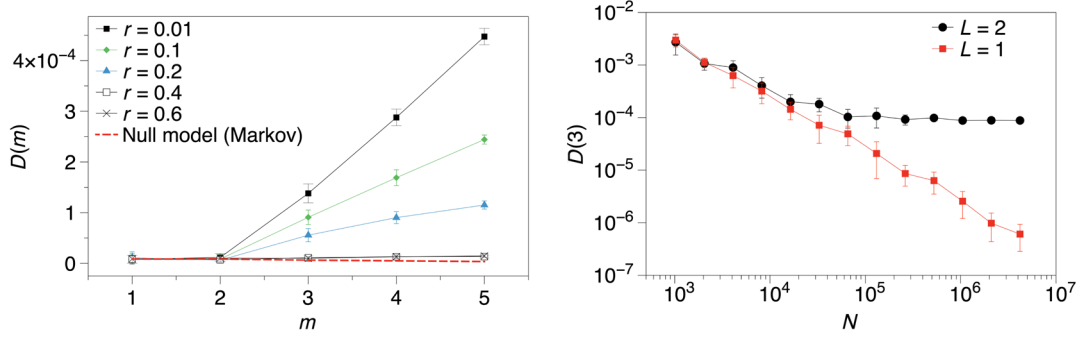 r = 0.01
r = 0.1
r = 0.2
r = 0.4
r = 0.6
Null model (Markov)
4×10⁻⁴
3
2
1
0
D(m)
1 2 3 4 5
m
L = 2
L = 1
10⁻²
10⁻³
10⁻⁴
10⁻⁵
10⁻⁶
10⁻⁷
D(3)
10³ 10⁴ 10⁵ 10⁶ 10⁷
N